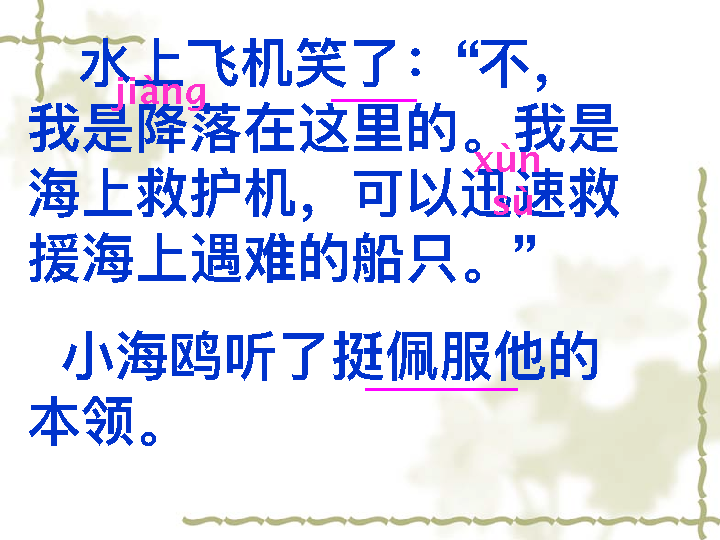 水上飞机笑了：“不，
jiàng
我是降落在这里的。我是
xùn
海上救护机，可以迅速救
sù
援海上遇难的船只。”
小海鸥听了挺佩服他的
本领。